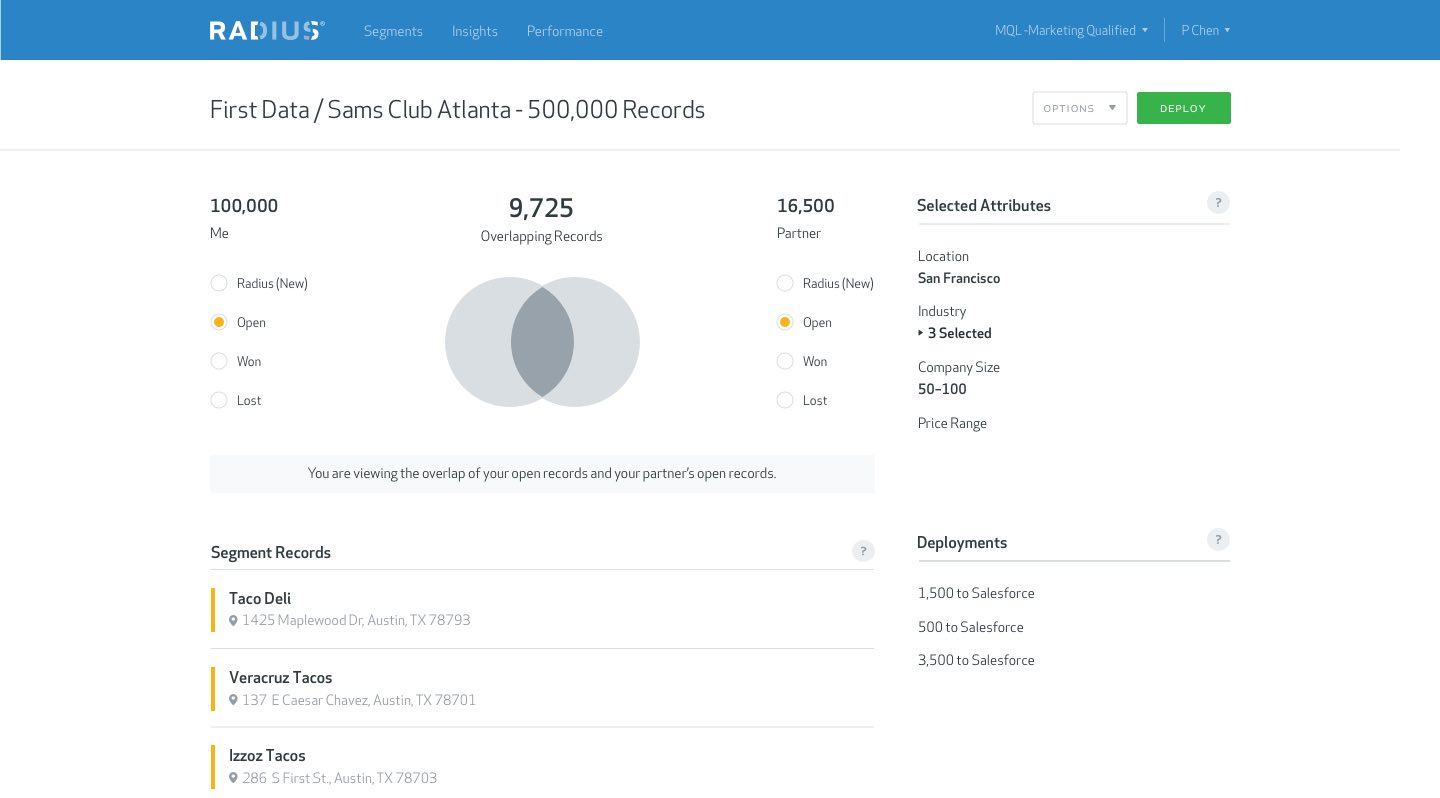 RADIUS®
Segments Insights Performance
MQL -Marketing Qualified
P Chen
First Data / Sams Club Atlanta - 500,000 Records
OPTIONS
DEPLOY
100,000
Me
Radius (New)
Open
Won
Lost
9,725
Overlapping Records
16,500
Partner
Radius (New)
Open
Won
Lost
You are viewing the overlap of your open records and your partner's open records.
Segment Records
?
Taco Deli
1425 Maplewood Dr, Austin, TX 78793
Veracruz Tacos
137 E Caesar Chavez, Austin, TX 78701
Izzoz Tacos
286 S First St., Austin, TX 78703
Selected Attributes
?
Location
San Francisco
Industry
3 Selected
Company Size
50–100
Price Range
Deployments
?
1,500 to Salesforce
500 to Salesforce
3,500 to Salesforce